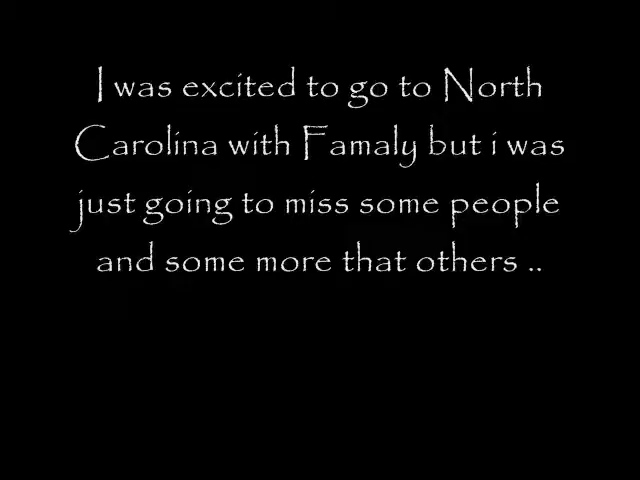 I was excited to go to North
Carolina with Famaly but i was
just going to miss some people
and some more that others ..